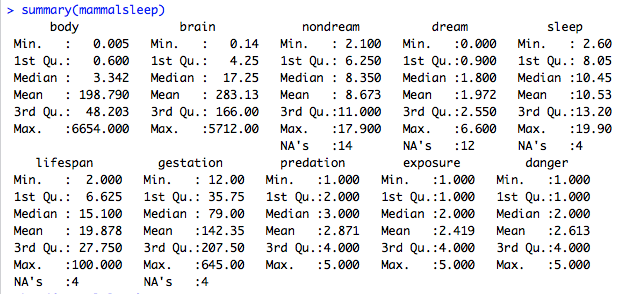 > summary(mammalsleep)
      body              brain            nondream          dream           sleep      
 Min.   :   0.005   Min.   :   0.14   Min.   : 2.100   Min.   :0.000   Min.   : 2.60  
 1st Qu.:   0.600   1st Qu.:   4.25   1st Qu.: 6.250   1st Qu.:0.900   1st Qu.: 8.05  
 Median :   3.342   Median :  17.25   Median : 8.350   Median :1.800   Median :10.45  
 Mean   : 198.790   Mean   : 283.13   Mean   : 8.673   Mean   :1.972   Mean   :10.53  
 3rd Qu.:  48.203   3rd Qu.: 166.00   3rd Qu.:11.000   3rd Qu.:2.550   3rd Qu.:13.20  
 Max.   :6654.000   Max.   :5712.00   Max.   :17.900   Max.   :6.600   Max.   :19.90  
                                      NA's   :14       NA's   :12      NA's   :4      
    lifespan         gestation        predation        exposure         danger     
 Min.   :  2.000   Min.   : 12.00   Min.   :1.000   Min.   :1.000   Min.   :1.000  
 1st Qu.:  6.625   1st Qu.: 35.75   1st Qu.:2.000   1st Qu.:1.000   1st Qu.:1.000  
 Median : 15.100   Median : 79.00   Median :3.000   Median :2.000   Median :2.000  
 Mean   : 19.878   Mean   :142.35   Mean   :2.871   Mean   :2.419   Mean   :2.613  
 3rd Qu.: 27.750   3rd Qu.:207.50   3rd Qu.:4.000   3rd Qu.:4.000   3rd Qu.:4.000  
 Max.   :100.000   Max.   :645.00   Max.   :5.000   Max.   :5.000   Max.   :5.000  
 NA's   :4         NA's   :4